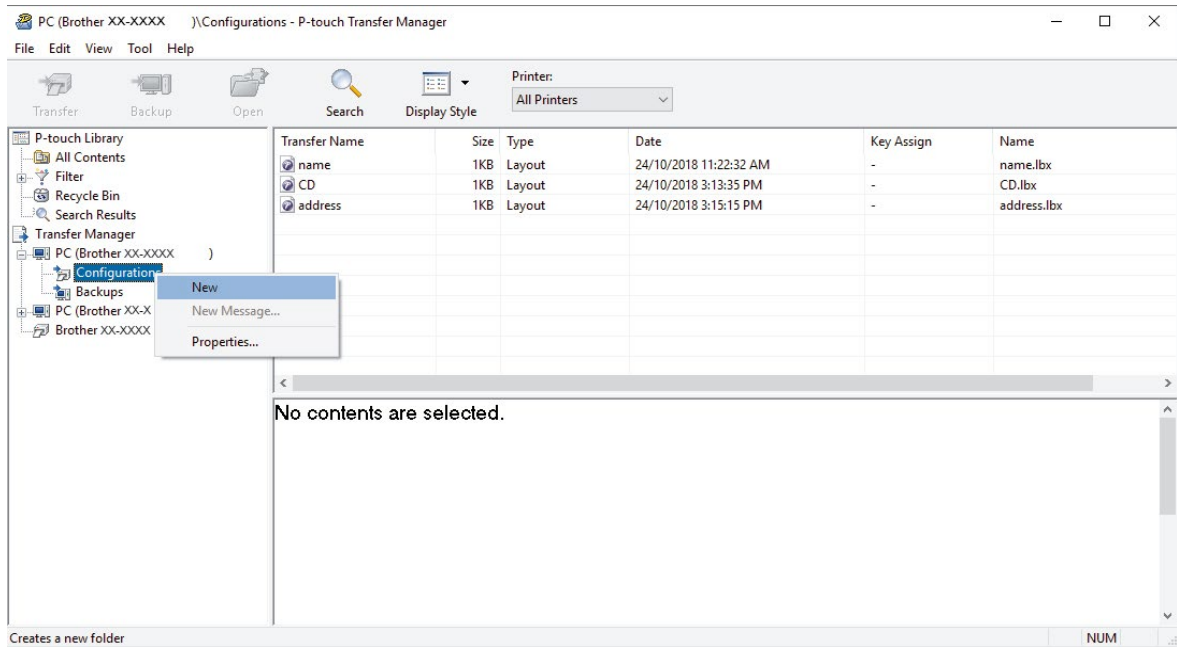 PC (Brother XX-XXXX )\Configurations - P-touch Transfer Manager
File Edit View Tool Help
Transfer Backup Open Search Display Style
Printer:
All Printers
P-touch Library
All Contents
Filter
Recycle Bin
Search Results
Transfer Manager
PC (Brother XX-XXXX )
Configurations
Backups
PC (Brother XX-X
Brother XX-XXXX
New
New Message...
Properties...
Transfer Name Size Type Date Key Assign Name
name 1KB Layout 24/10/2018 11:22:32 AM - name.lbx
CD 1KB Layout 24/10/2018 3:13:35 PM - CD.lbx
address 1KB Layout 24/10/2018 3:15:15 PM - address.lbx
No contents are selected.
Creates a new folder NUM